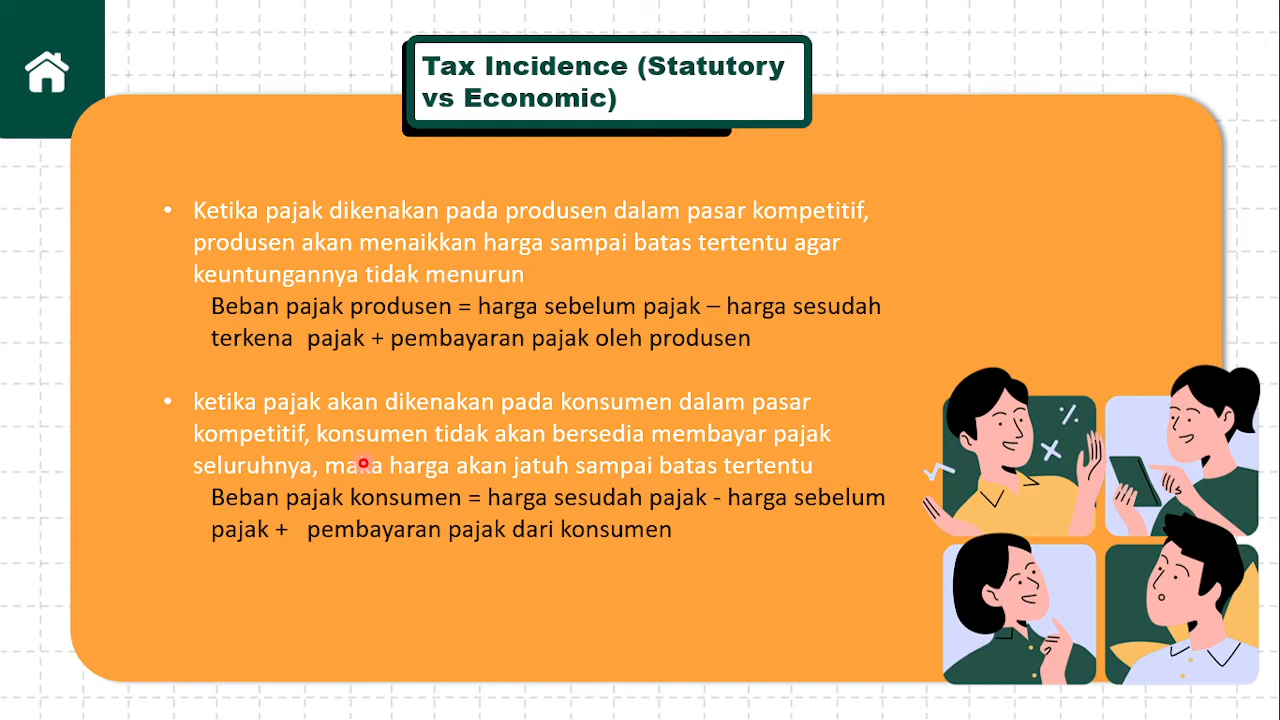 Tax Incidence (Statutory
vs Economic)
• Ketika pajak dikenakan pada produsen dalam pasar kompetitif,
produsen akan menaikkan harga sampai batas tertentu agar
keuntungannya tidak menurun
Beban pajak produsen = harga sebelum pajak – harga sesudah
terkena pajak + pembayaran pajak oleh produsen
• ketika pajak akan dikenakan pada konsumen dalam pasar
kompetitif, konsumen tidak akan bersedia membayar pajak
seluruhnya, maka harga akan jatuh sampai batas tertentu
Beban pajak konsumen = harga sesudah pajak - harga sebelum
pajak + pembayaran pajak dari konsumen